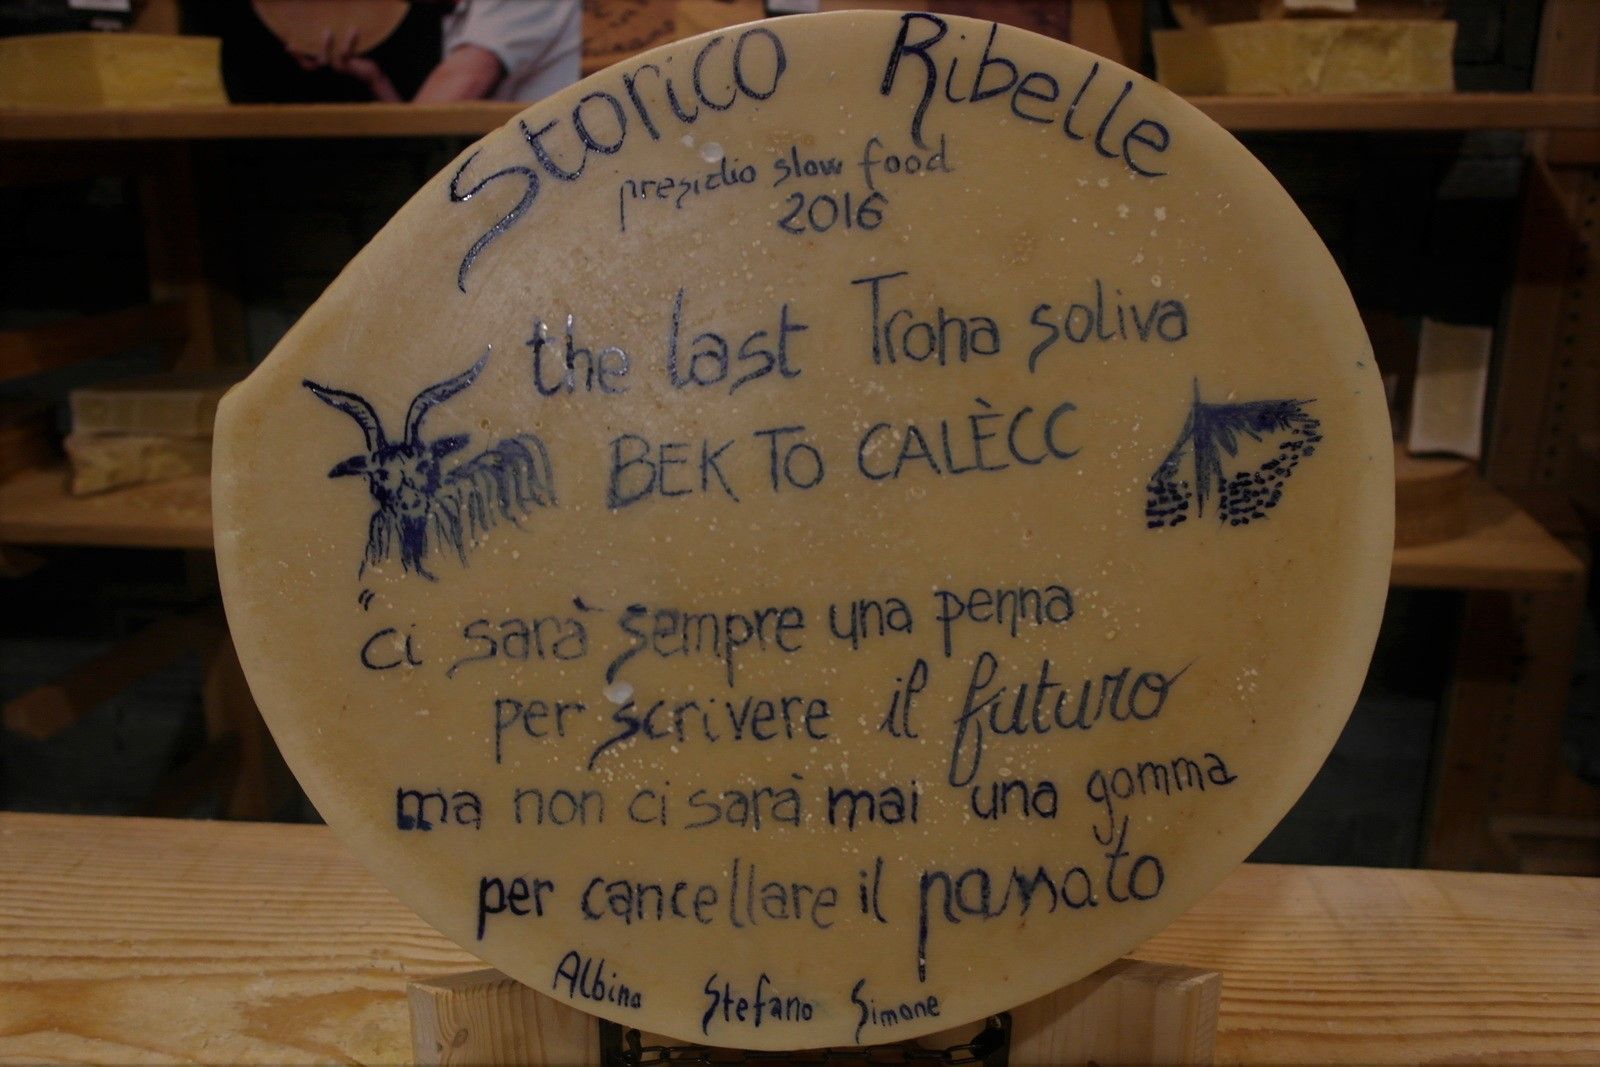 Storico Ribelle
presidio slow food
2016
the last Trona soliva
BEK TO CALÈCC
"ci sarà sempre una penna
per scrivere il futuro
ma non ci sarà mai una gomma
per cancellare il passato
Albino Stefano Simone